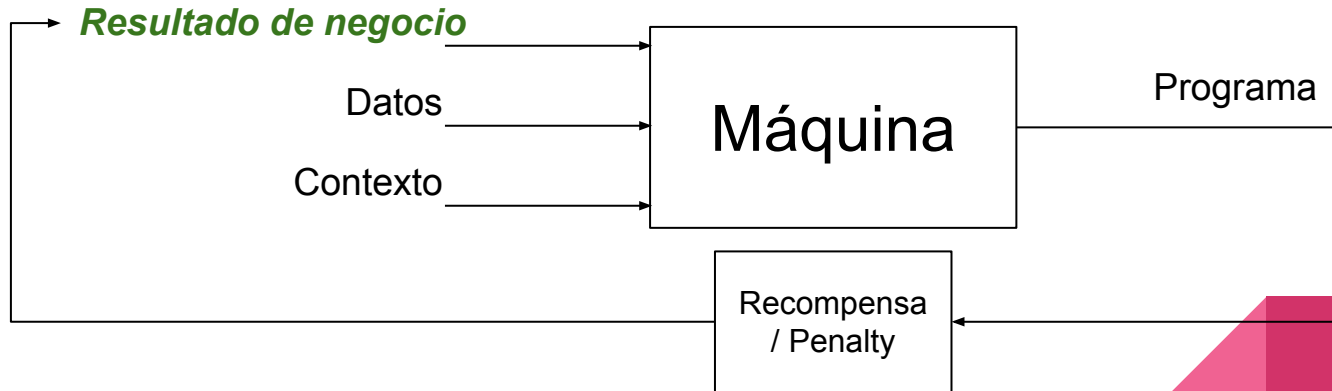 Resultado de negocio
Datos
Contexto
Máquina
Programa
Recompensa
/ Penalty